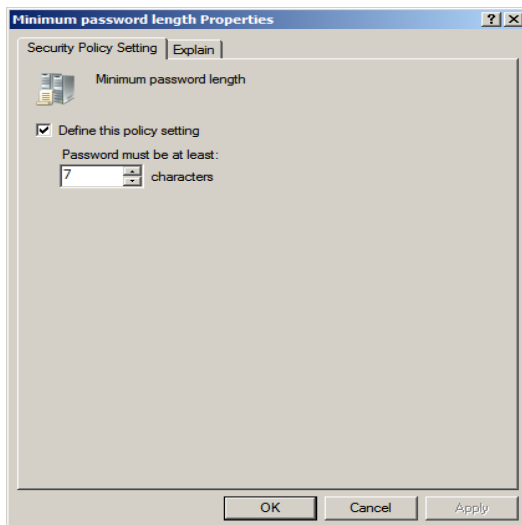 Minimum password length Properties
Security Policy Setting
Explain
Minimum password length
Define this policy setting
Password must be at least:
7 characters
OK Cancel Apply